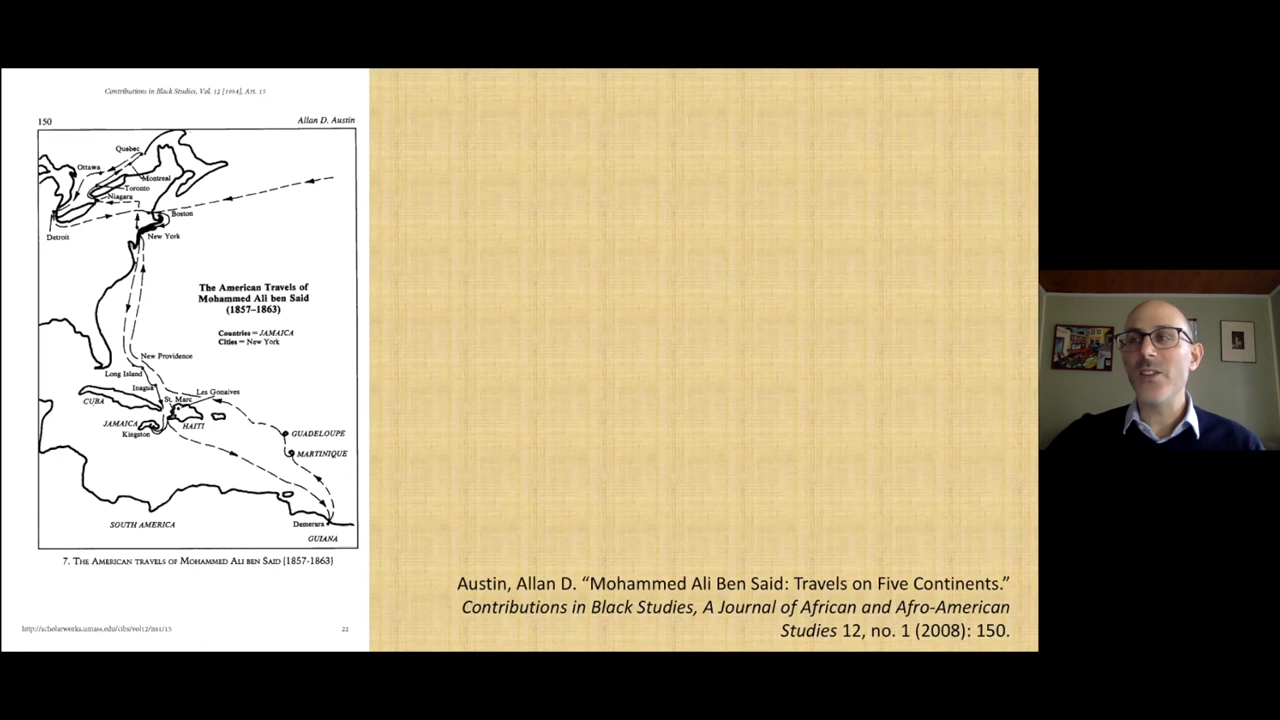 Contributions in Black Studies, Vol. 12 [1994], Art. 15
150
Allan D. Austin
Quebec
Ottawa
Montreal
Toronto
Niagara
Boston
Detroit
New York
The American Travels of
Mohammed Ali ben Said
(1857–1863)
Countries = JAMAICA
Cities = New York
New Providence
Long Island
Inagua
Les Gonaives
CUBA
St. Marc
JAMAICA
HAITI
Kingston
GUADELOUPE
MARTINIQUE
SOUTH AMERICA
Demerara
GUIANA
7. The American travels of Mohammed Ali ben Said (1857-1863)
http://scholarworks.umass.edu/cibs/vol12/iss1/15
22
Austin, Allan D. “Mohammed Ali Ben Said: Travels on Five Continents.”
Contributions in Black Studies, A Journal of African and Afro-American
Studies 12, no. 1 (2008): 150.